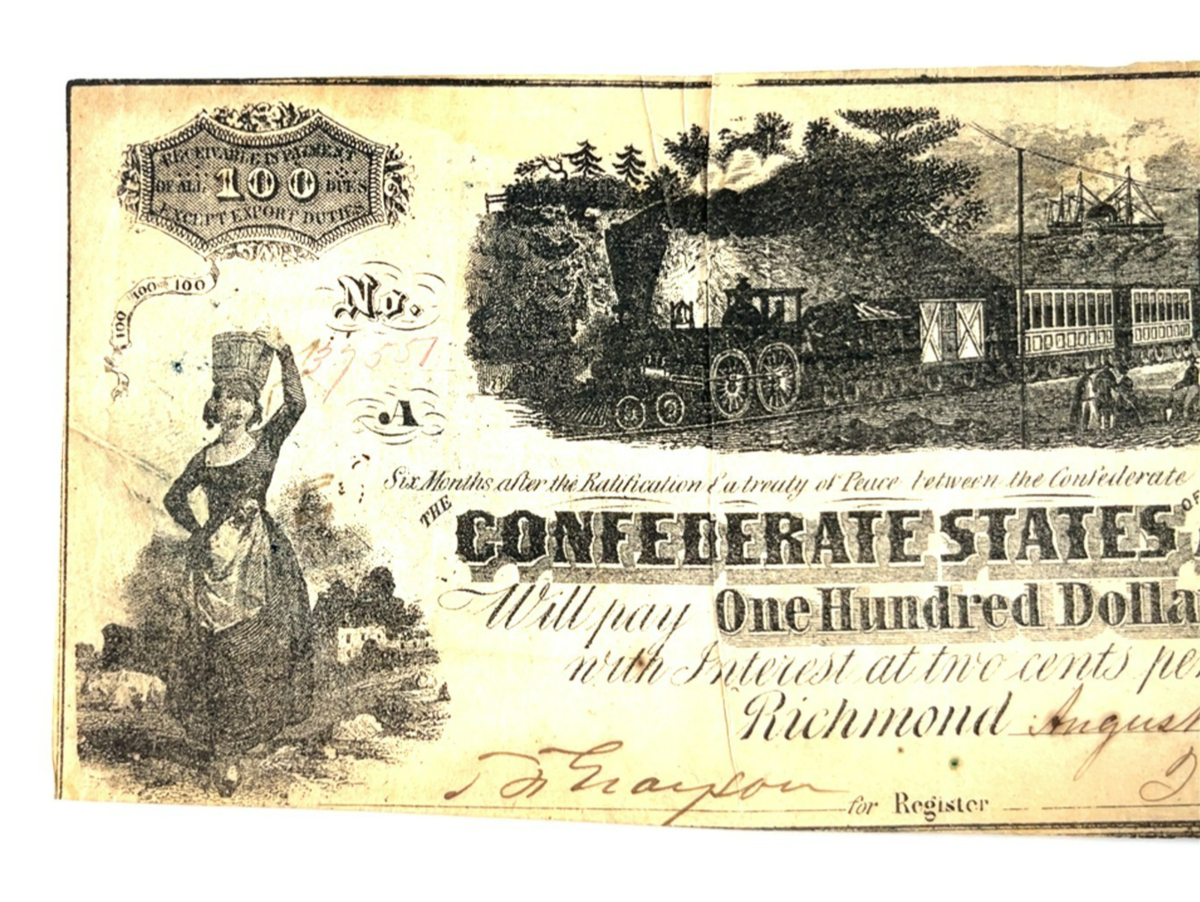 RECEIVABLE IN PAYMENT
OF ALL 100 DUES
EXCEPT EXPORT DUTIES
100 100 100
No.
A
Six Months after the Ratification of a treaty of Peace between the Confederate
THE
CONFEDERATE STATES
Will pay One Hundred Dolla
with Interest at two cents per
Richmond August
for Register